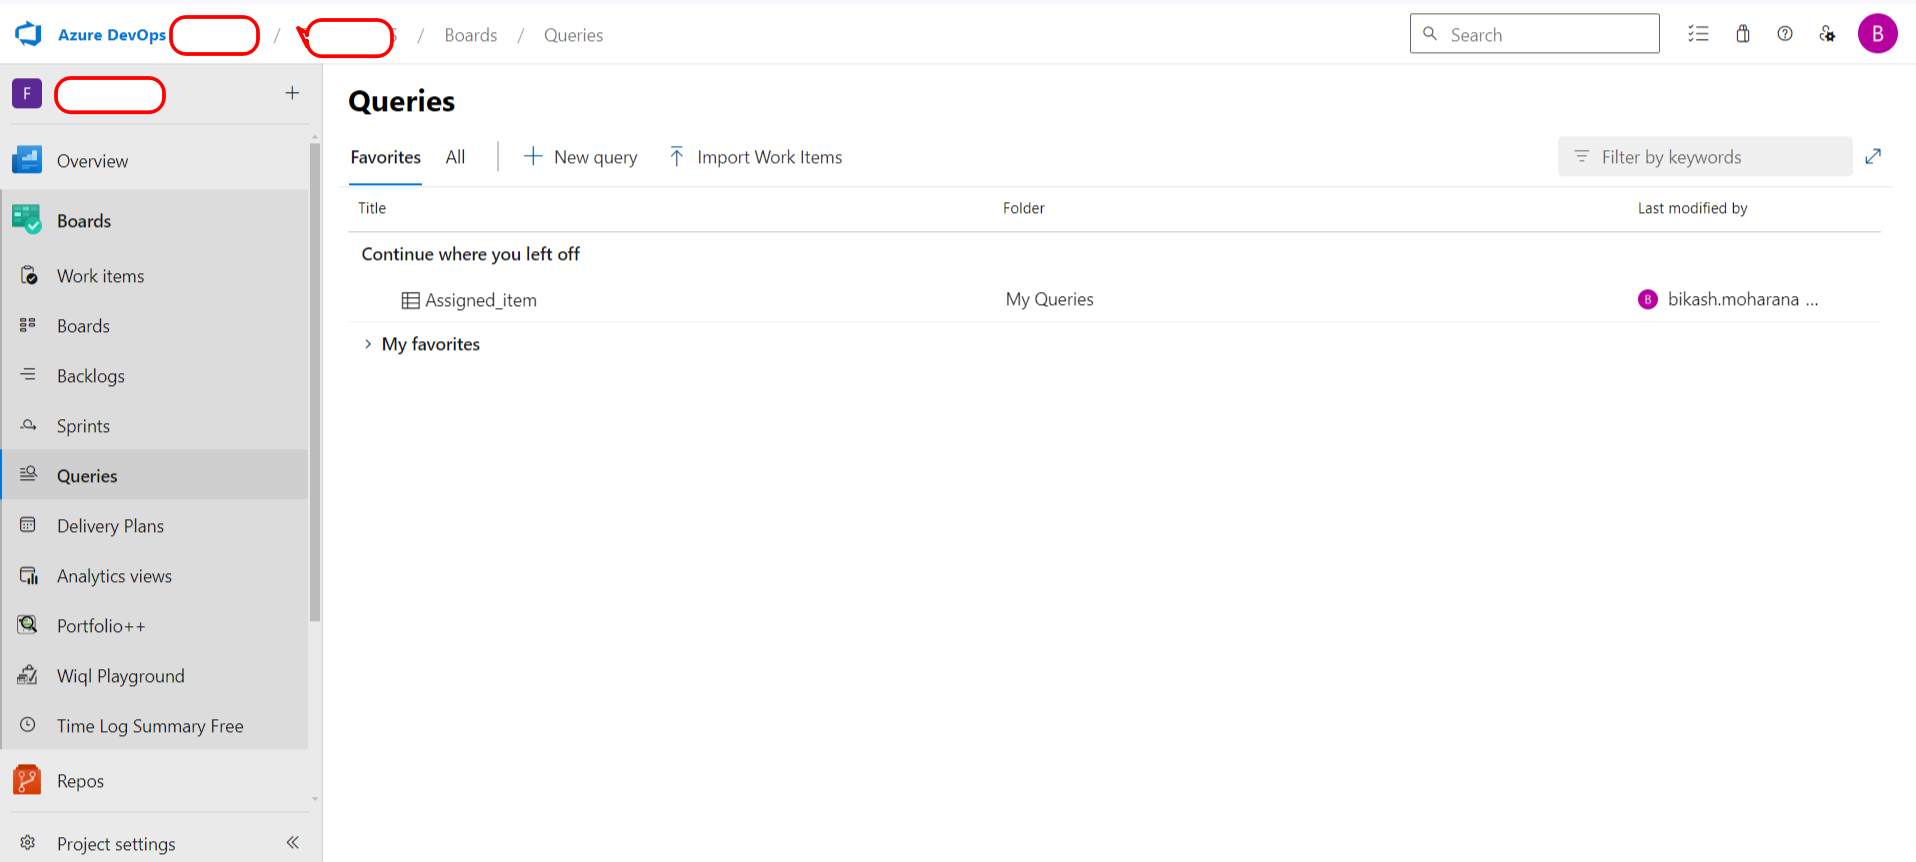 Azure DevOps / S / Boards / Queries
Search
B
F
Overview
Boards
Work items
Boards
Backlogs
Sprints
Queries
Delivery Plans
Analytics views
Portfolio++
Wiql Playground
Time Log Summary Free
Repos
Project settings
Queries
Favorites All New query Import Work Items
Filter by keywords
Title Folder Last modified by
Continue where you left off
Assigned_item My Queries B bikash.moharana ...
My favorites